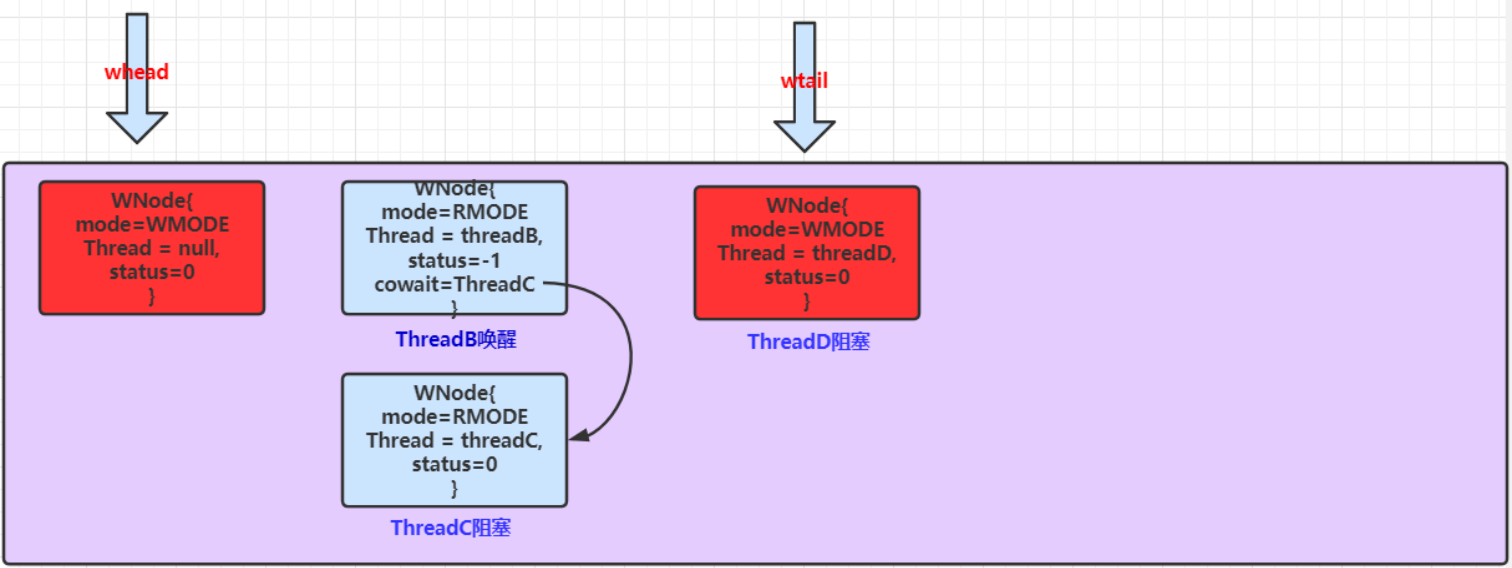 whead
wtail
WNode{
mode=WMODE
Thread = null,
status=0
}
WNode{
mode=RMODE
Thread = threadB,
status=-1
cowait=ThreadC
}
ThreadB唤醒
WNode{
mode=RMODE
Thread = threadC,
status=0
}
ThreadC阻塞
WNode{
mode=WMODE
Thread = threadD,
status=0
}
ThreadD阻塞